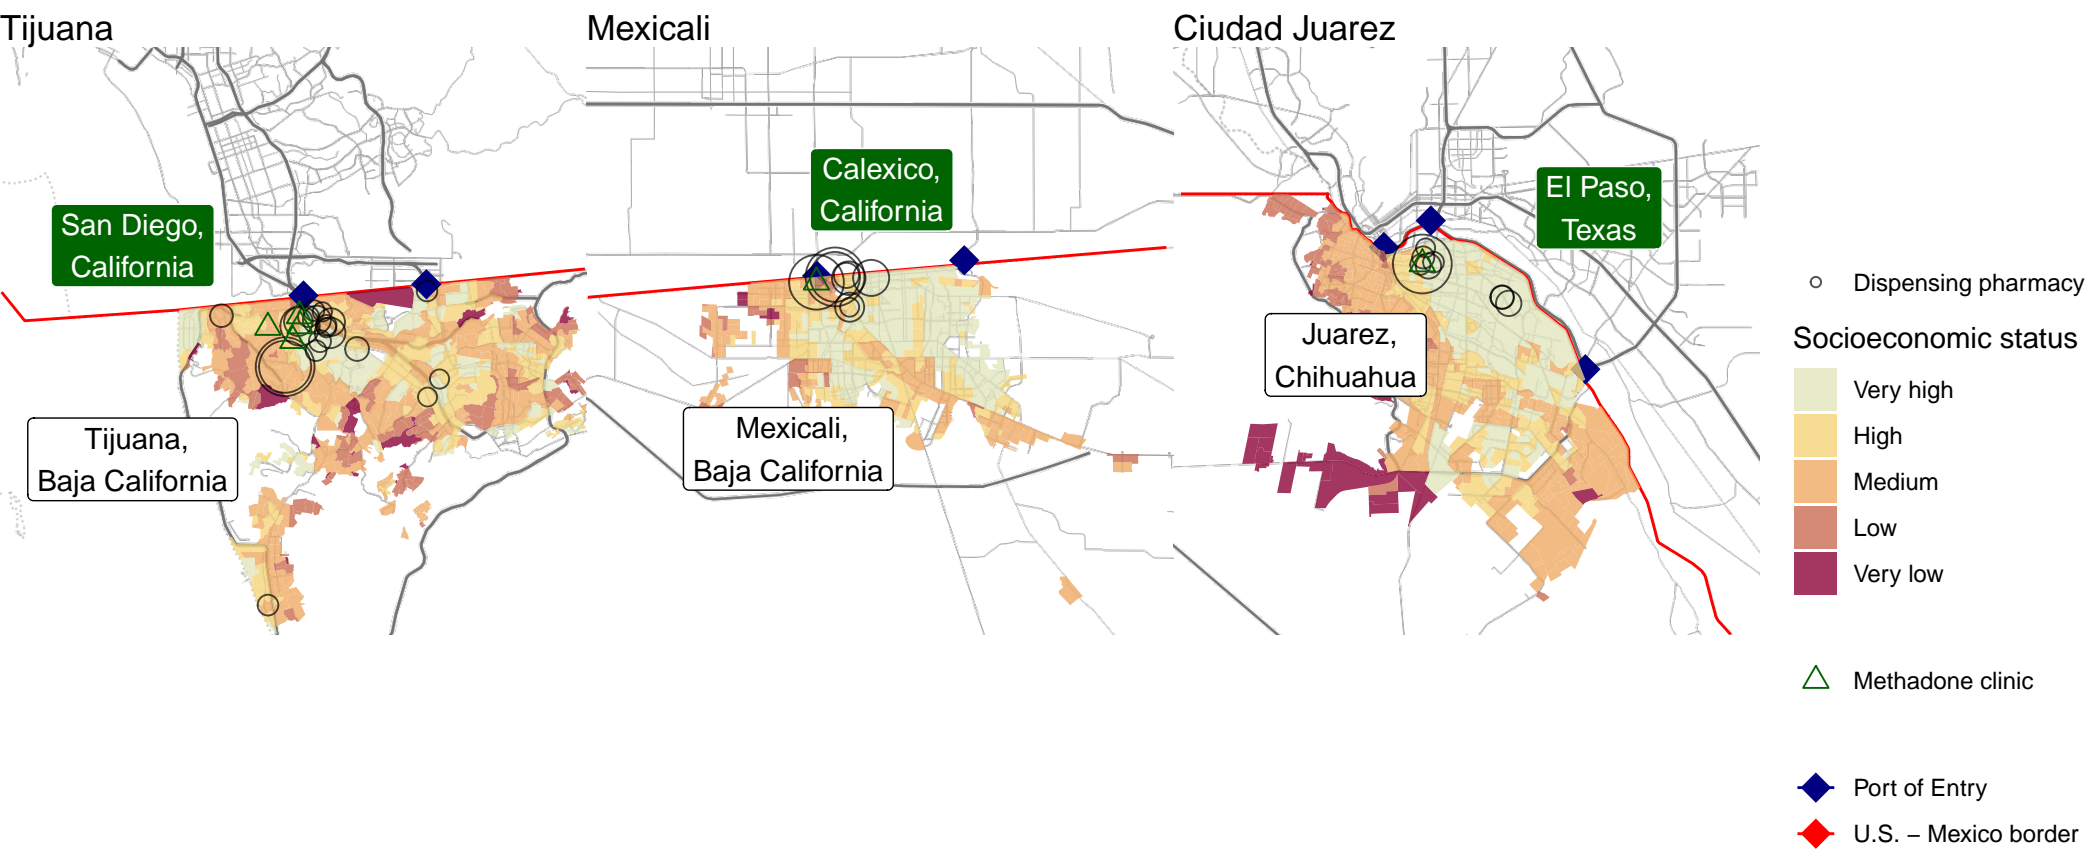 Tijuana
Mexicali
Ciudad Juarez
San Diego,
California
Tijuana,
Baja California
Calexico,
California
Mexicali,
Baja California
El Paso,
Texas
Juarez,
Chihuahua
Dispensing pharmacy
Socioeconomic status
Very high
High
Medium
Low
Very low
Methadone clinic
Port of Entry
U.S. − Mexico border